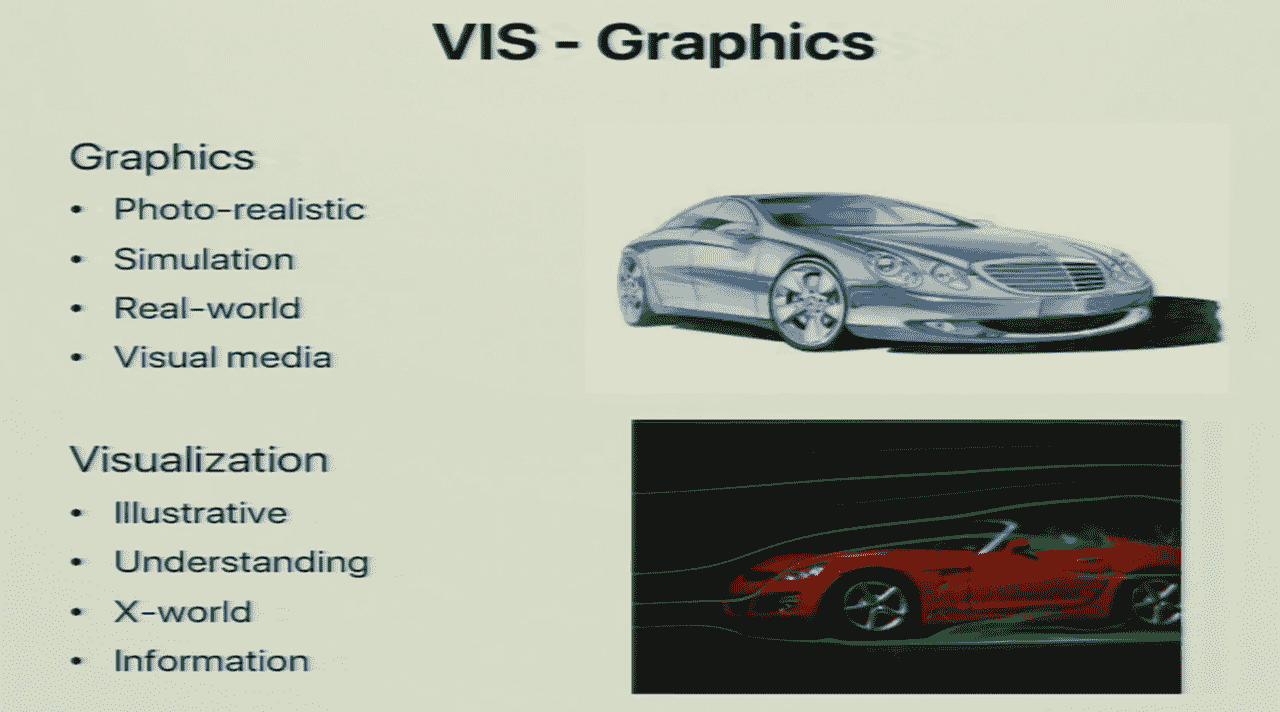 VIS - Graphics
Graphics
• Photo-realistic
• Simulation
• Real-world
• Visual media
Visualization
• Illustrative
• Understanding
• X-world
• Information